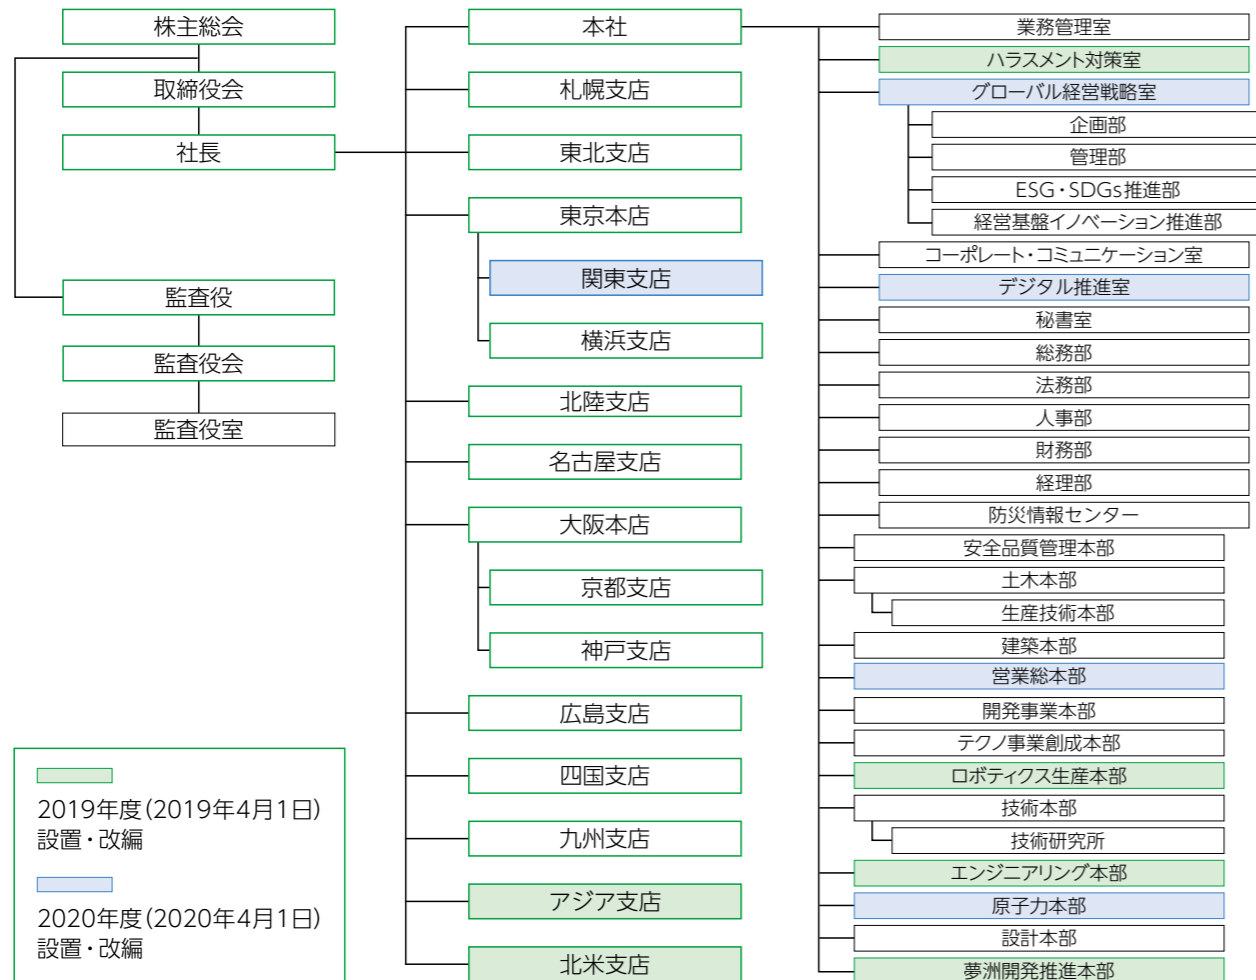 株主総会
取締役会
社長
監査役
監査役会
監査役室
本社
札幌支店
東北支店
東京本店
関東支店
横浜支店
北陸支店
名古屋支店
大阪本店
京都支店
神戸支店
広島支店
四国支店
九州支店
アジア支店
北米支店
業務管理室
ハラスメント対策室
グローバル経営戦略室
企画部
管理部
ESG・SDGs推進部
経営基盤イノベーション推進部
コーポレート・コミュニケーション室
デジタル推進室
秘書室
総務部
法務部
人事部
財務部
経理部
防災情報センター
安全品質管理本部
土木本部
生産技術本部
建築本部
営業総本部
開発事業本部
テクノ事業創成本部
ロボティクス生産本部
技術本部
技術研究所
エンジニアリング本部
原子力本部
設計本部
夢洲開発推進本部
2019年度(2019年4月1日)
設置・改編
2020年度(2020年4月1日)
設置・改編